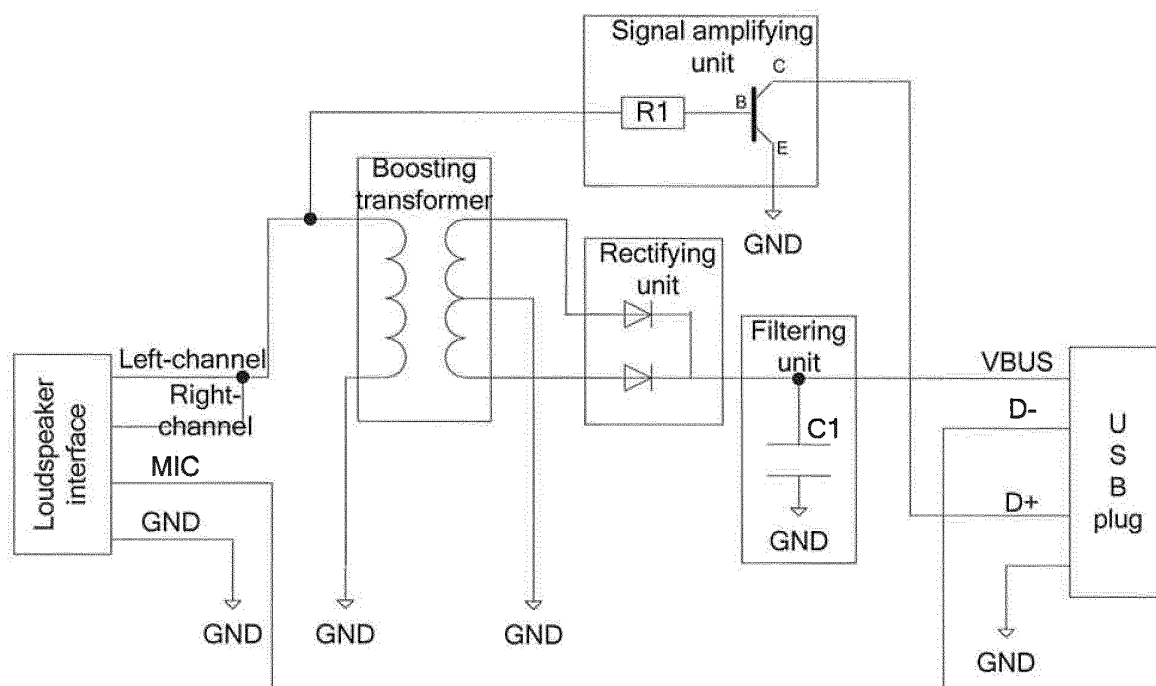 Signal amplifying
unit
C
B
R1
E
GND
Boosting
transformer
Rectifying
unit
Filtering
unit
C1
GND
Left-channel
Right-
channel
MIC
GND
Loudspeaker
interface
GND
GND
GND
VBUS
D-
D+
U
S
B
plug
GND